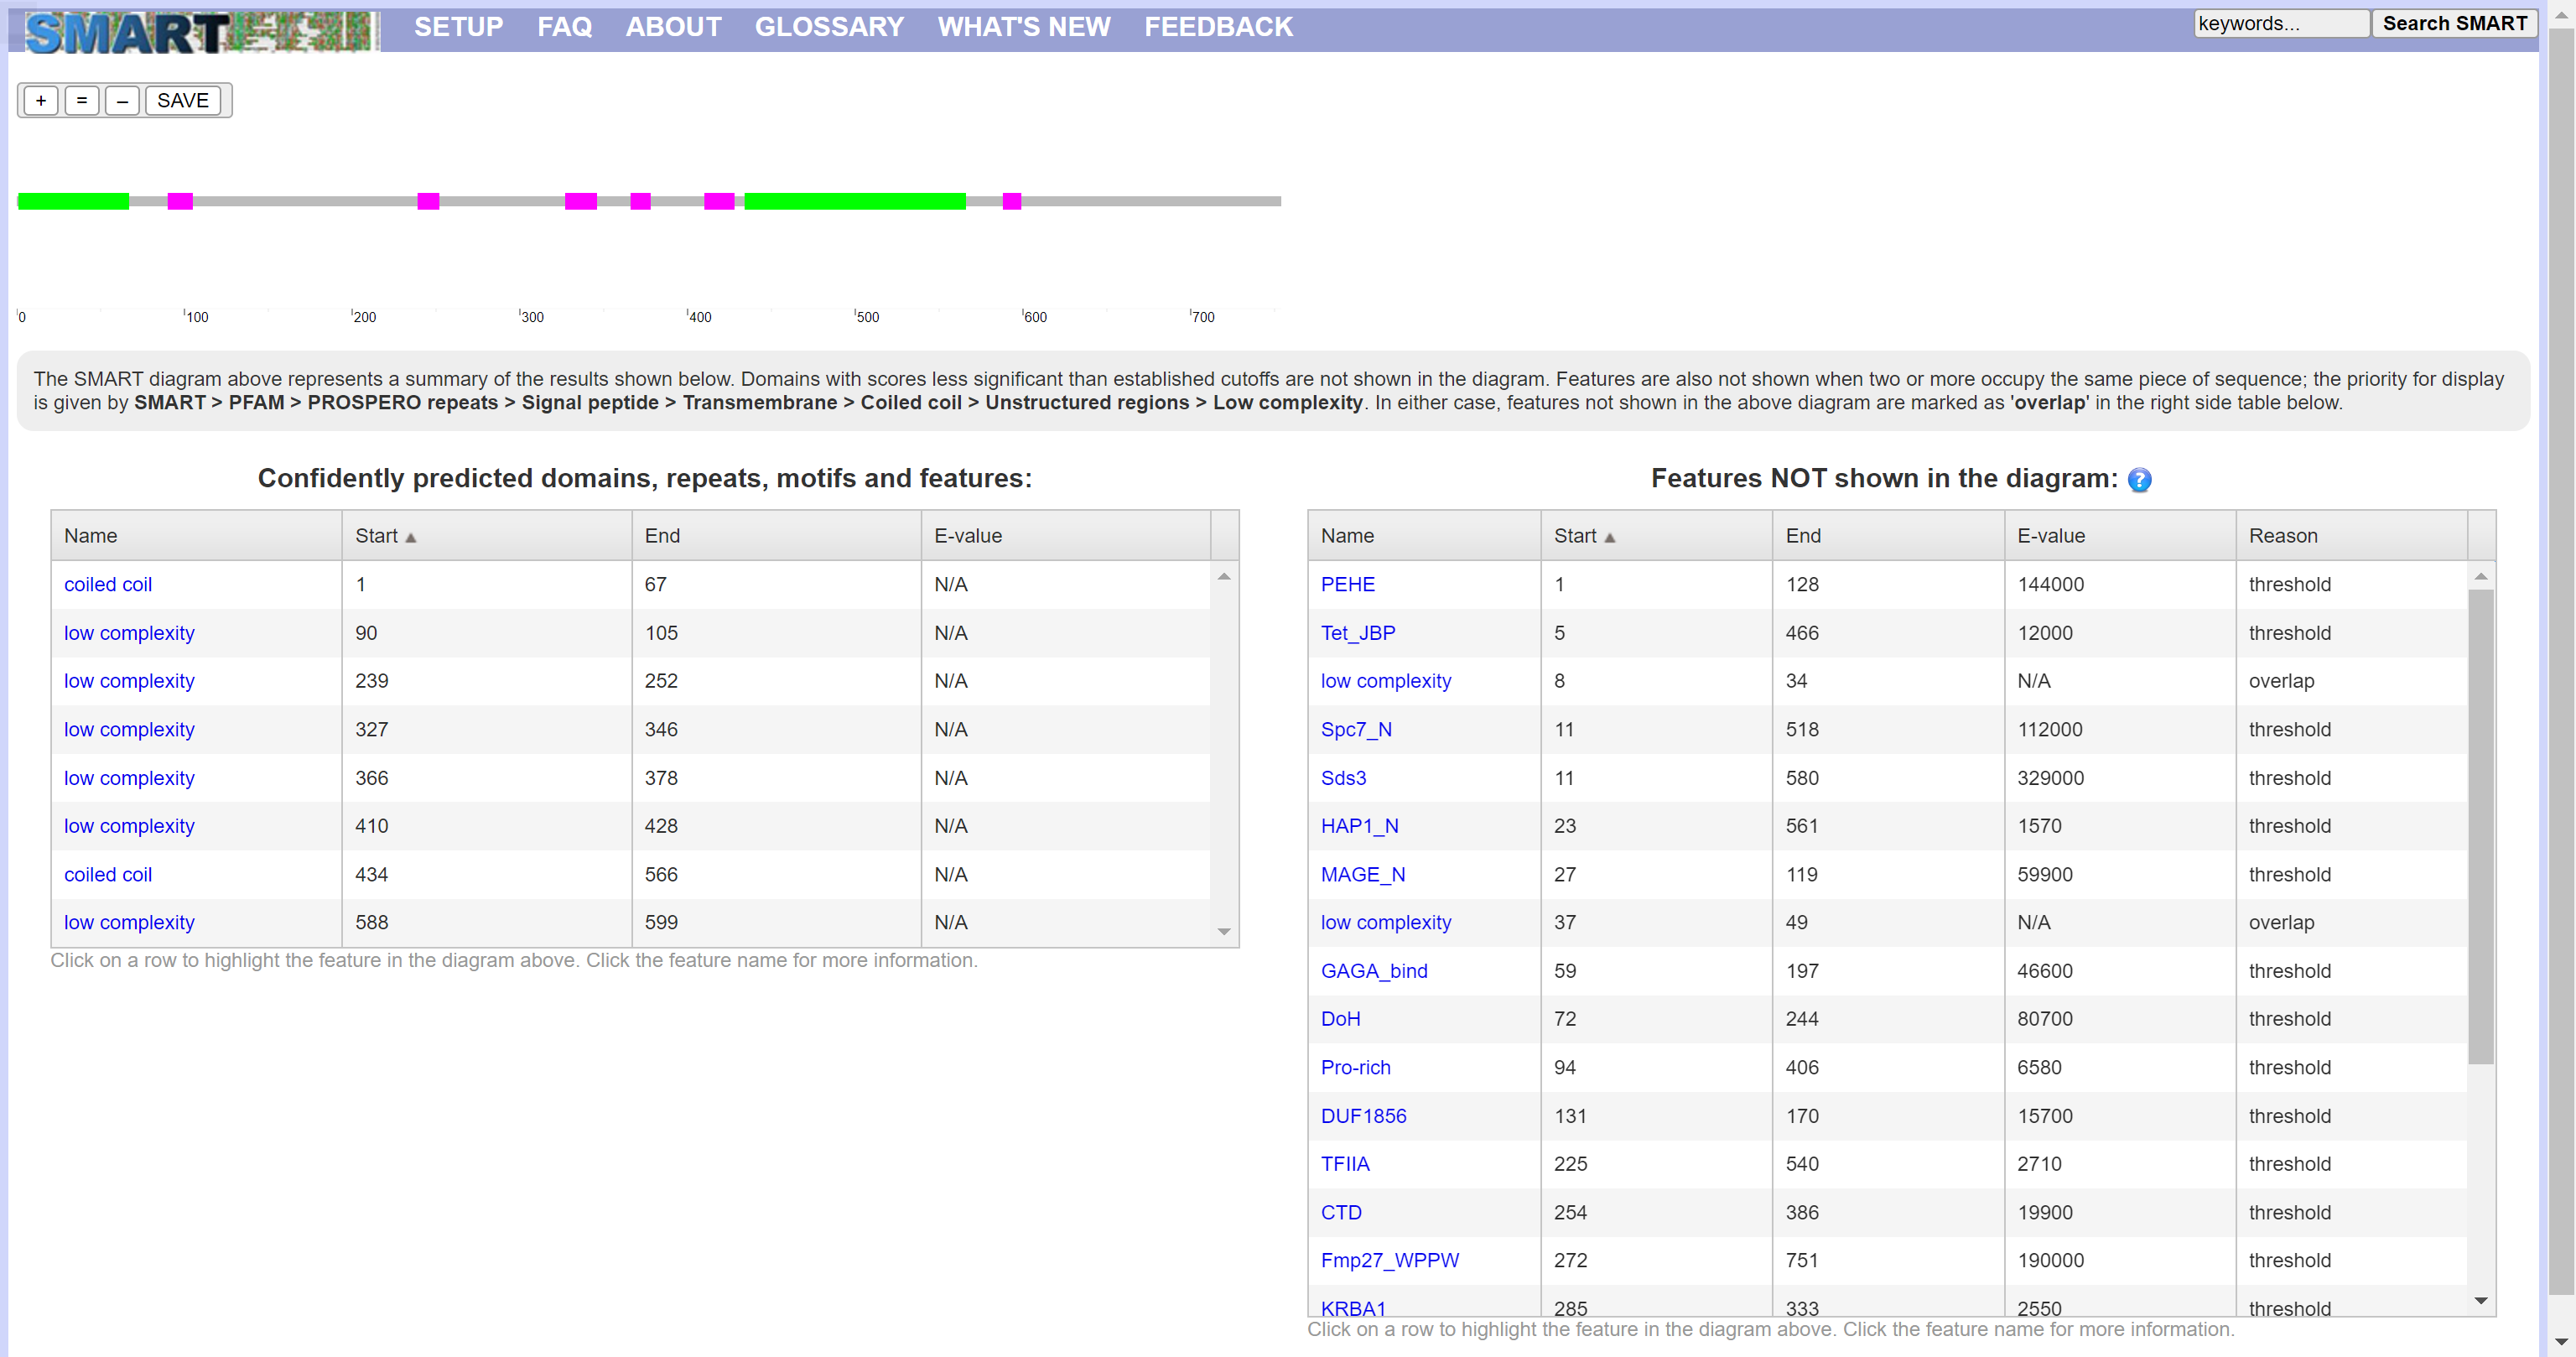 SMART SETUP FAQ ABOUT GLOSSARY WHAT'S NEW FEEDBACK keywords... Search SMART
+ = – SAVE
0 100 200 300 400 500 600 700
The SMART diagram above represents a summary of the results shown below. Domains with scores less significant than established cutoffs are not shown in the diagram. Features are also not shown when two or more occupy the same piece of sequence; the priority for display
is given by SMART > PFAM > PROSPERO repeats > Signal peptide > Transmembrane > Coiled coil > Unstructured regions > Low complexity. In either case, features not shown in the above diagram are marked as 'overlap' in the right side table below.
Confidently predicted domains, repeats, motifs and features:
Name Start End E-value
coiled coil 1 67 N/A
low complexity 90 105 N/A
low complexity 239 252 N/A
low complexity 327 346 N/A
low complexity 366 378 N/A
low complexity 410 428 N/A
coiled coil 434 566 N/A
low complexity 588 599 N/A
Click on a row to highlight the feature in the diagram above. Click the feature name for more information.
Features NOT shown in the diagram: ?
Name Start End E-value Reason
PEHE 1 128 144000 threshold
Tet_JBP 5 466 12000 threshold
low complexity 8 34 N/A overlap
Spc7_N 11 518 112000 threshold
Sds3 11 580 329000 threshold
HAP1_N 23 561 1570 threshold
MAGE_N 27 119 59900 threshold
low complexity 37 49 N/A overlap
GAGA_bind 59 197 46600 threshold
DoH 72 244 80700 threshold
Pro-rich 94 406 6580 threshold
DUF1856 131 170 15700 threshold
TFIIA 225 540 2710 threshold
CTD 254 386 19900 threshold
Fmp27_WPPW 272 751 190000 threshold
KRBA1 285 333 2550 threshold
Click on a row to highlight the feature in the diagram above. Click the feature name for more information.